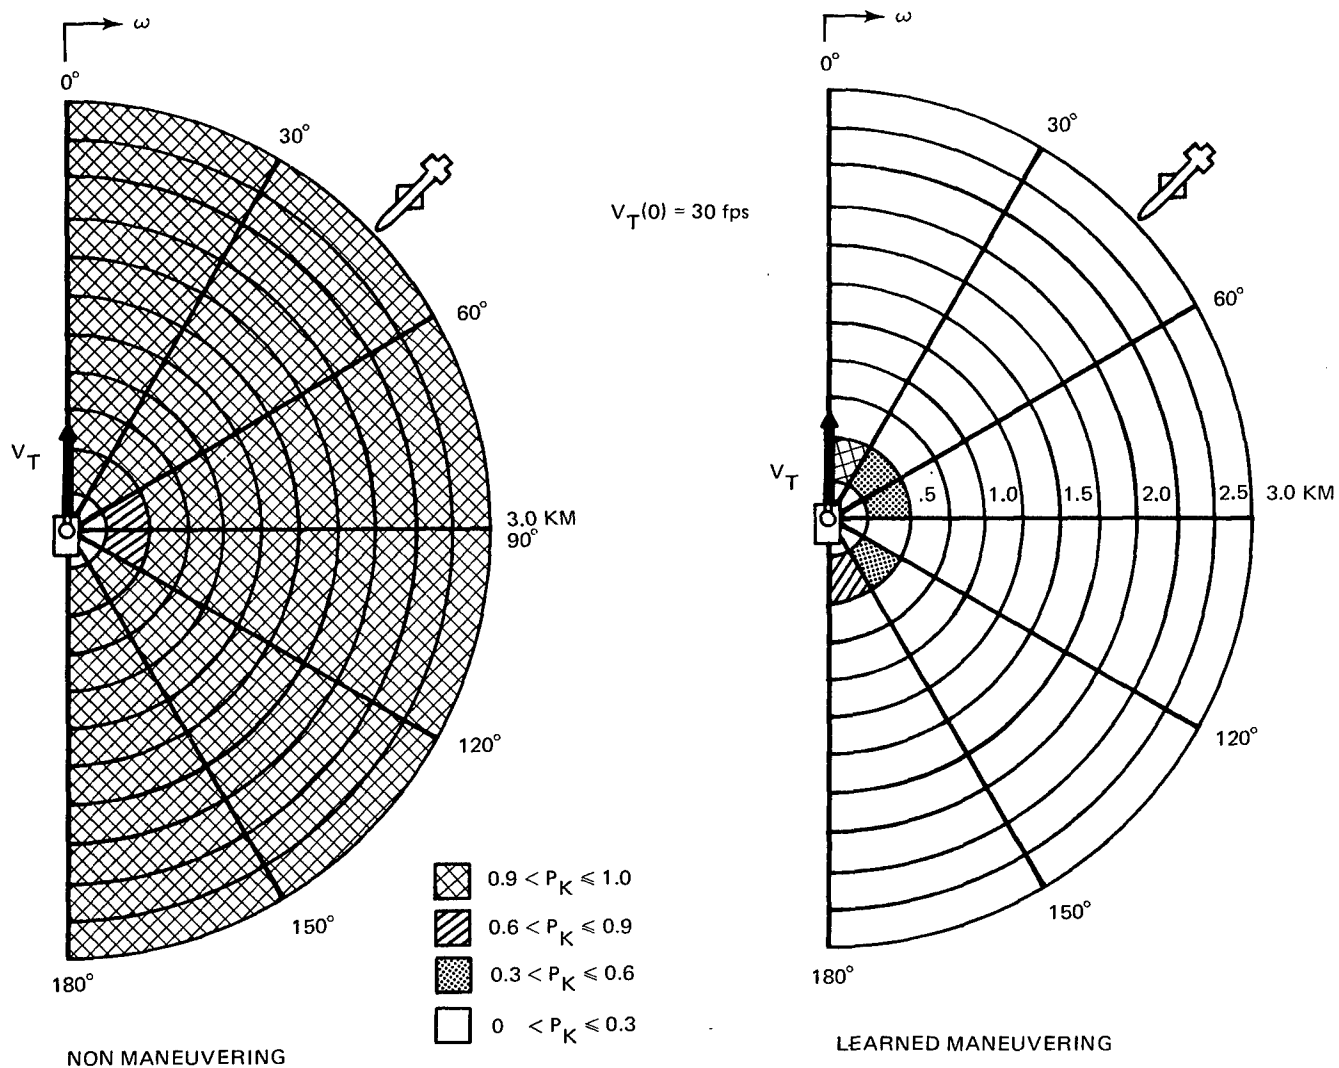 ω
0°
30°
60°
V_T
3.0 KM
90°
120°
150°
180°
NON MANEUVERING
V_T(0) = 30 fps
0.9 < P_K ≤ 1.0
0.6 < P_K ≤ 0.9
0.3 < P_K ≤ 0.6
0 < P_K ≤ 0.3
ω
0°
30°
60°
V_T
.5 1.0 1.5 2.0 2.5 3.0 KM
120°
150°
180°
LEARNED MANEUVERING